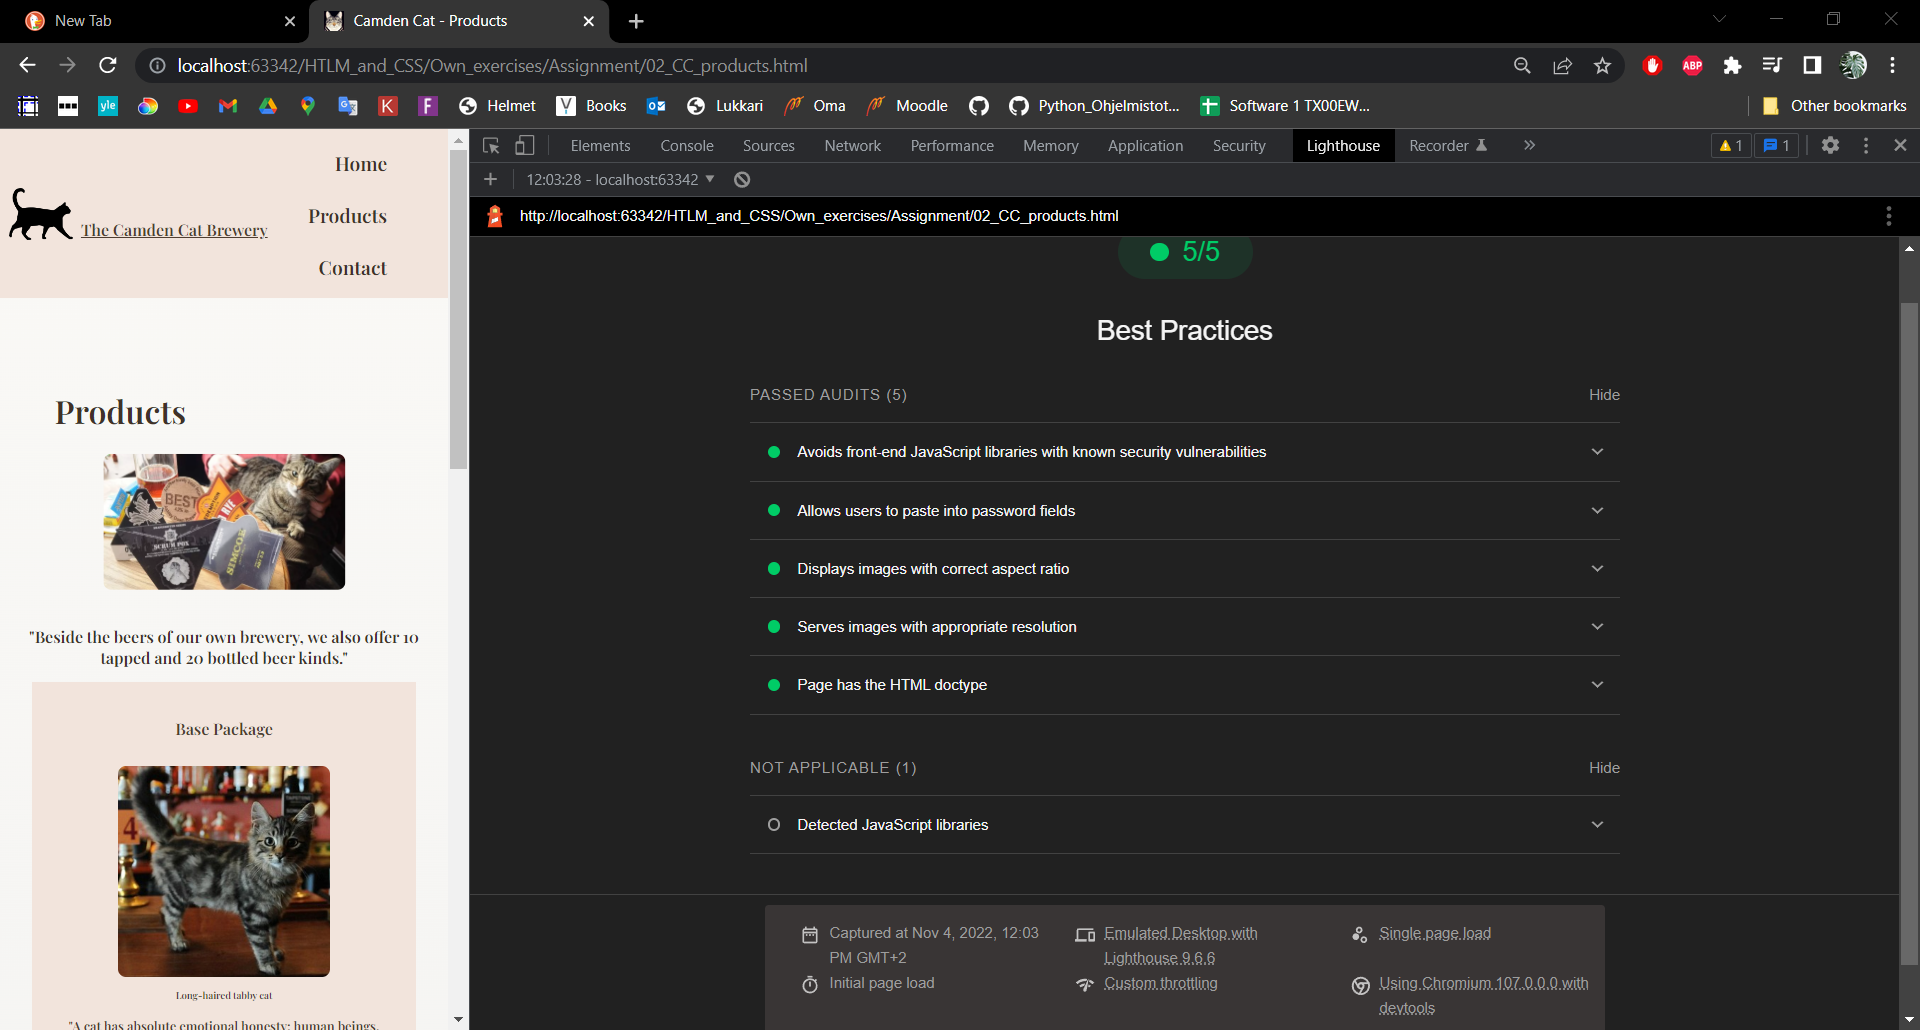 New Tab
Camden Cat - Products
localhost:63342/HTLM_and_CSS/Own_exercises/Assignment/02_CC_products.html
ABP
yle
K
F
Helmet
V
Books
Lukkari
Oma
Moodle
Python_Ohjelmistot...
Software 1 TX00EW...
Other bookmarks
Home
Products
The Camden Cat Brewery
Contact
Products
BEST
SIMCOE
"Beside the beers of our own brewery, we also offer 10
tapped and 20 bottled beer kinds."
Base Package
4
Long-haired tabby cat
"A cat has absolute emotional honesty: human beings,
Elements
Console
Sources
Network
Performance
Memory
Application
Security
Lighthouse
Recorder
1
1
12:03:28 - localhost:63342
http://localhost:63342/HTLM_and_CSS/Own_exercises/Assignment/02_CC_products.html
5/5
Best Practices
PASSED AUDITS (5)
Hide
Avoids front-end JavaScript libraries with known security vulnerabilities
Allows users to paste into password fields
Displays images with correct aspect ratio
Serves images with appropriate resolution
Page has the HTML doctype
NOT APPLICABLE (1)
Hide
Detected JavaScript libraries
Captured at Nov 4, 2022, 12:03
PM GMT+2
Emulated Desktop with
Lighthouse 9.6.6
Single page load
Initial page load
Custom throttling
Using Chromium 107.0.0.0 with
devtools